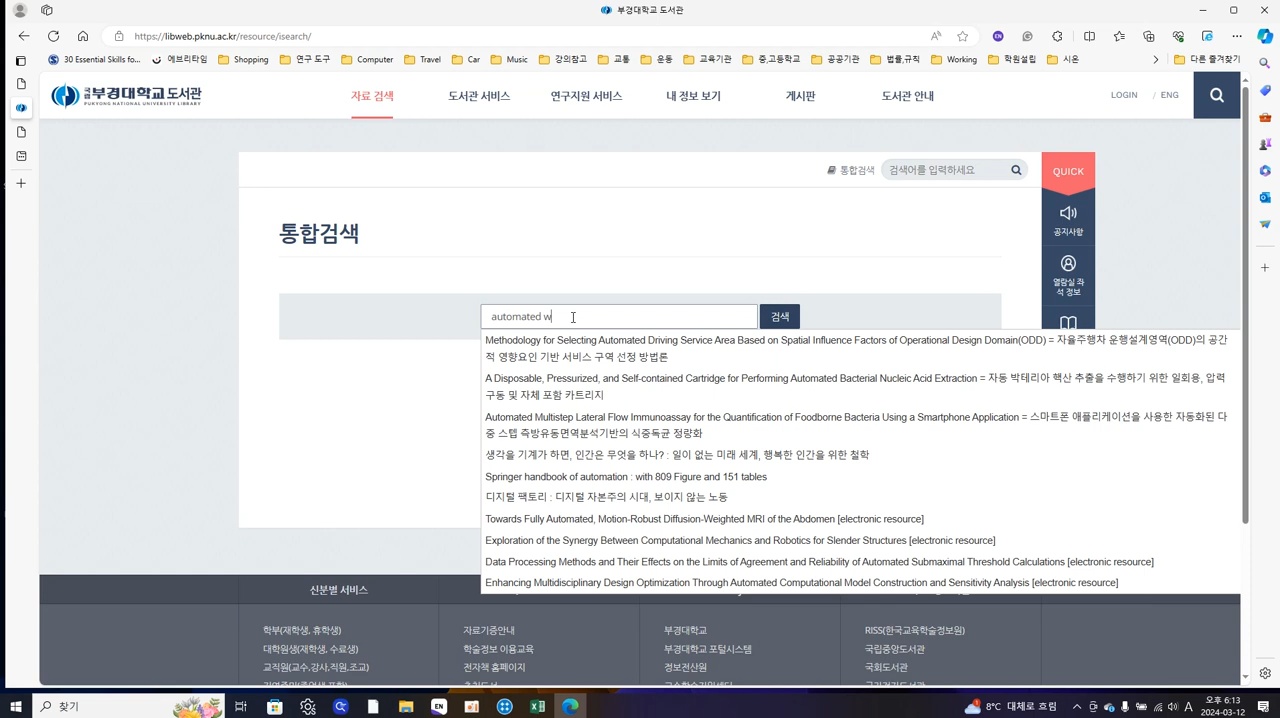 부경대학교 도서관
https://libweb.pknu.ac.kr/resource/isearch/
30 Essential Skills fo...
에브리타임
Shopping
연구 도구
Computer
Travel
Car
Music
강의참고
교통
운동
교육기관
중,고등학교
공공기관
법률,규칙
Working
학원설립
시온
다른 즐겨찾기
국립부경대학교도서관
PUKYONG NATIONAL UNIVERSITY LIBRARY
자료 검색
도서관 서비스
연구지원 서비스
내 정보 보기
게시판
도서관 안내
LOGIN / ENG
통합검색
검색어를 입력하세요
QUICK
공지사항
열람실 좌
석 정보
통합검색
automated w
검색
Methodology for Selecting Automated Driving Service Area Based on Spatial Influence Factors of Operational Design Domain(ODD) = 자율주행차 운행설계영역(ODD)의 공간
적 영향요인 기반 서비스 구역 선정 방법론
A Disposable, Pressurized, and Self-contained Cartridge for Performing Automated Bacterial Nucleic Acid Extraction = 자동 박테리아 핵산 추출을 수행하기 위한 일회용, 압력
구동 및 자체 포함 카트리지
Automated Multistep Lateral Flow Immunoassay for the Quantification of Foodborne Bacteria Using a Smartphone Application = 스마트폰 애플리케이션을 사용한 자동화된 다
중 스텝 측방유동면역분석기반의 식중독균 정량화
생각을 기계가 하면, 인간은 무엇을 하나? : 일이 없는 미래 세계, 행복한 인간을 위한 철학
Springer handbook of automation : with 809 Figure and 151 tables
디지털 팩토리 : 디지털 자본주의 시대, 보이지 않는 노동
Towards Fully Automated, Motion-Robust Diffusion-Weighted MRI of the Abdomen [electronic resource]
Exploration of the Synergy Between Computational Mechanics and Robotics for Slender Structures [electronic resource]
Data Processing Methods and Their Effects on the Limits of Agreement and Reliability of Automated Submaximal Threshold Calculations [electronic resource]
Enhancing Multidisciplinary Design Optimization Through Automated Computational Model Construction and Sensitivity Analysis [electronic resource]
신분별 서비스
학부(재학생, 휴학생)
자료기증안내
부경대학교
RISS(한국교육학술정보원)
대학원생(재학생, 수료생)
학술정보 이용교육
부경대학교 포털시스템
국립중앙도서관
교직원(교수,강사,직원,조교)
전자책 홈페이지
정보전산원
국회도서관
찾기
8°C 대체로 흐림
오후 6:13
2024-03-12